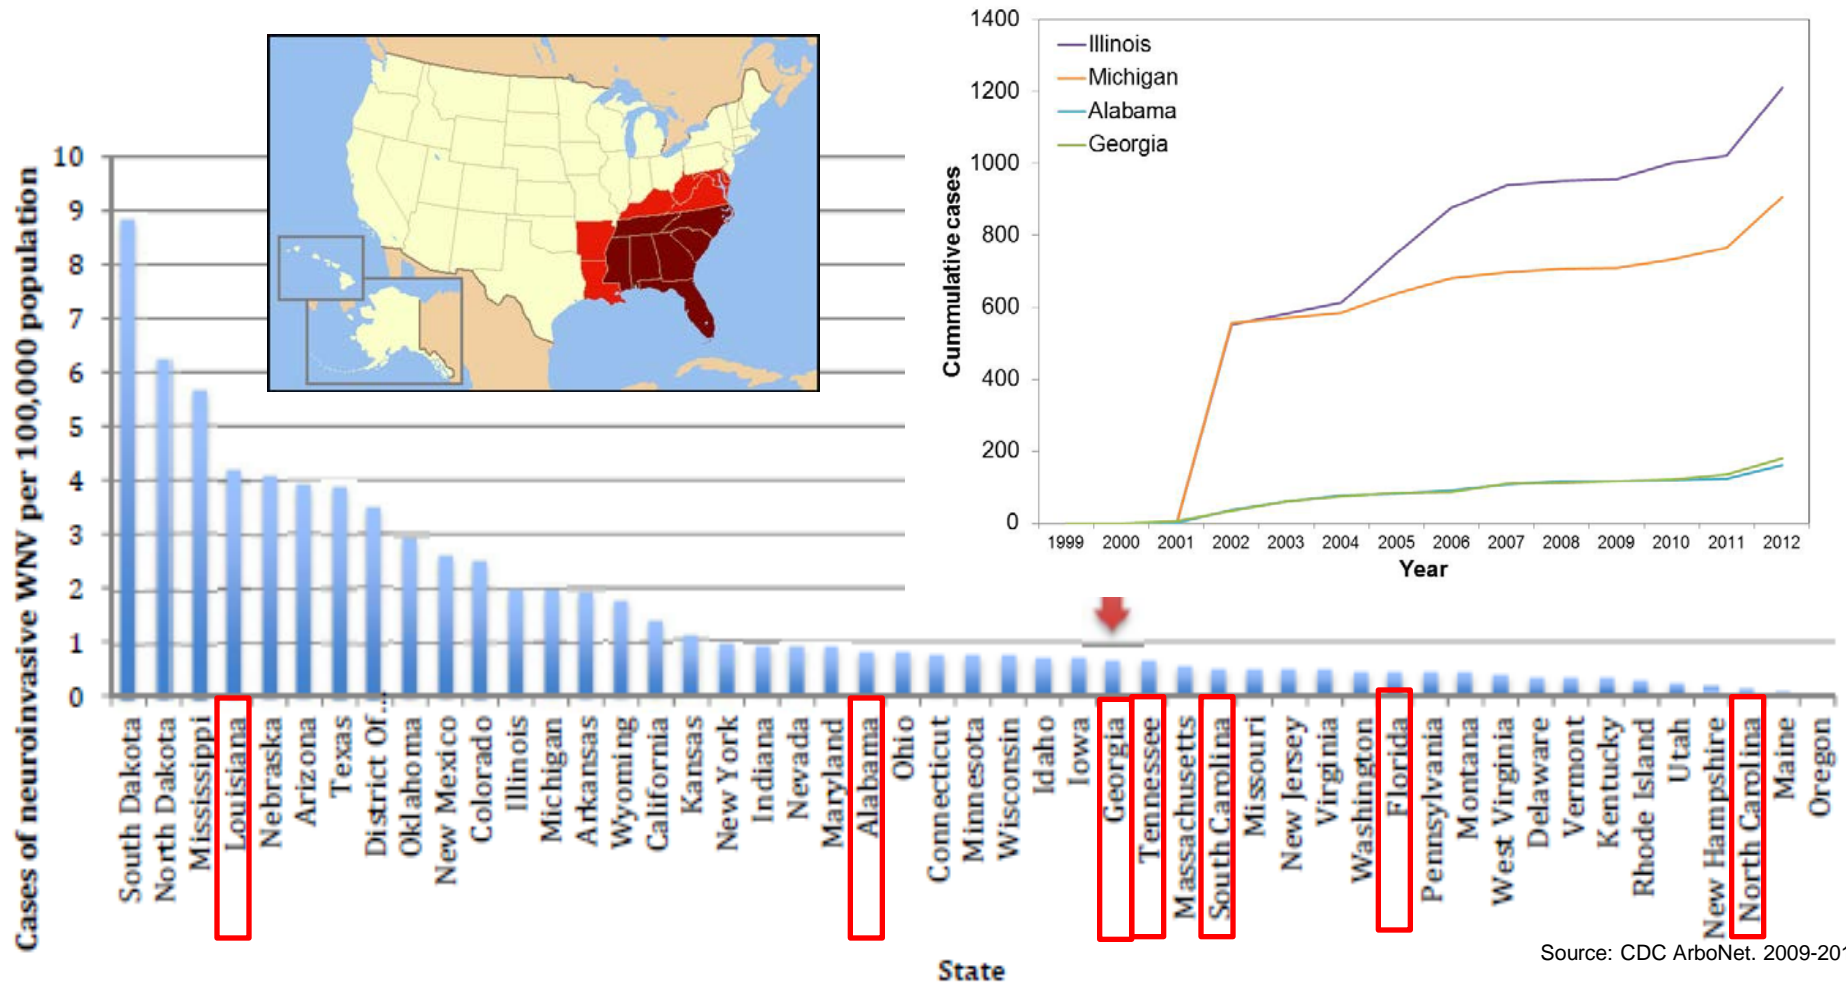 1400
1200
1000
800
600
400
200
0
Illinois
Michigan
Alabama
Georgia
Cummulative cases
1999 2000 2001 2002 2003 2004 2005 2006 2007 2008 2009 2010 2011 2012
Year
Cases of neuroinvasive WNV per 100,000 population
10
9
8
7
6
5
4
3
2
1
0
South Dakota
North Dakota
Mississippi
Louisiana
Nebraska
Arizona
Texas
District Of...
Oklahoma
New Mexico
Colorado
Illinois
Michigan
Arkansas
Wyoming
California
Kansas
New York
Indiana
Nevada
Maryland
Alabama
Ohio
Connecticut
Minnesota
Wisconsin
Idaho
Iowa
Georgia
Tennessee
Massachusetts
South Carolina
Missouri
New Jersey
Virginia
Washington
Florida
Pennsylvania
Montana
West Virginia
Delaware
Vermont
Kentucky
Rhode Island
Utah
New Hampshire
North Carolina
Maine
Oregon
State
Source: CDC ArboNet. 2009-201